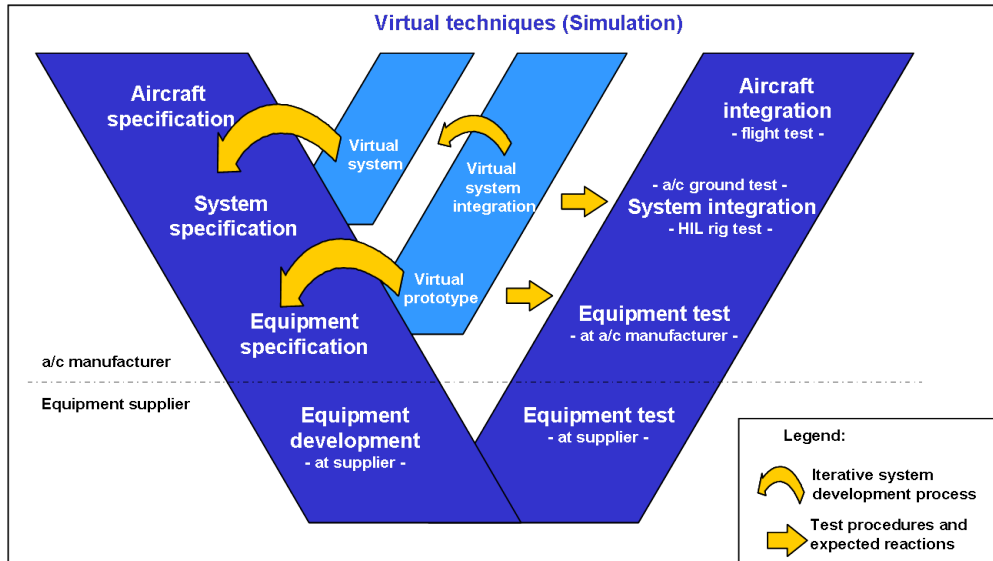 Virtual techniques (Simulation)
Aircraft
specification
Virtual
system
Virtual
system
integration
Aircraft
integration
- flight test -
System
specification
- a/c ground test -
System integration
- HIL rig test -
Virtual
prototype
Equipment
specification
Equipment test
- at a/c manufacturer -
a/c manufacturer
Equipment supplier
Equipment
development
- at supplier -
Equipment test
- at supplier -
Legend:
Iterative system
development process
Test procedures and
expected reactions